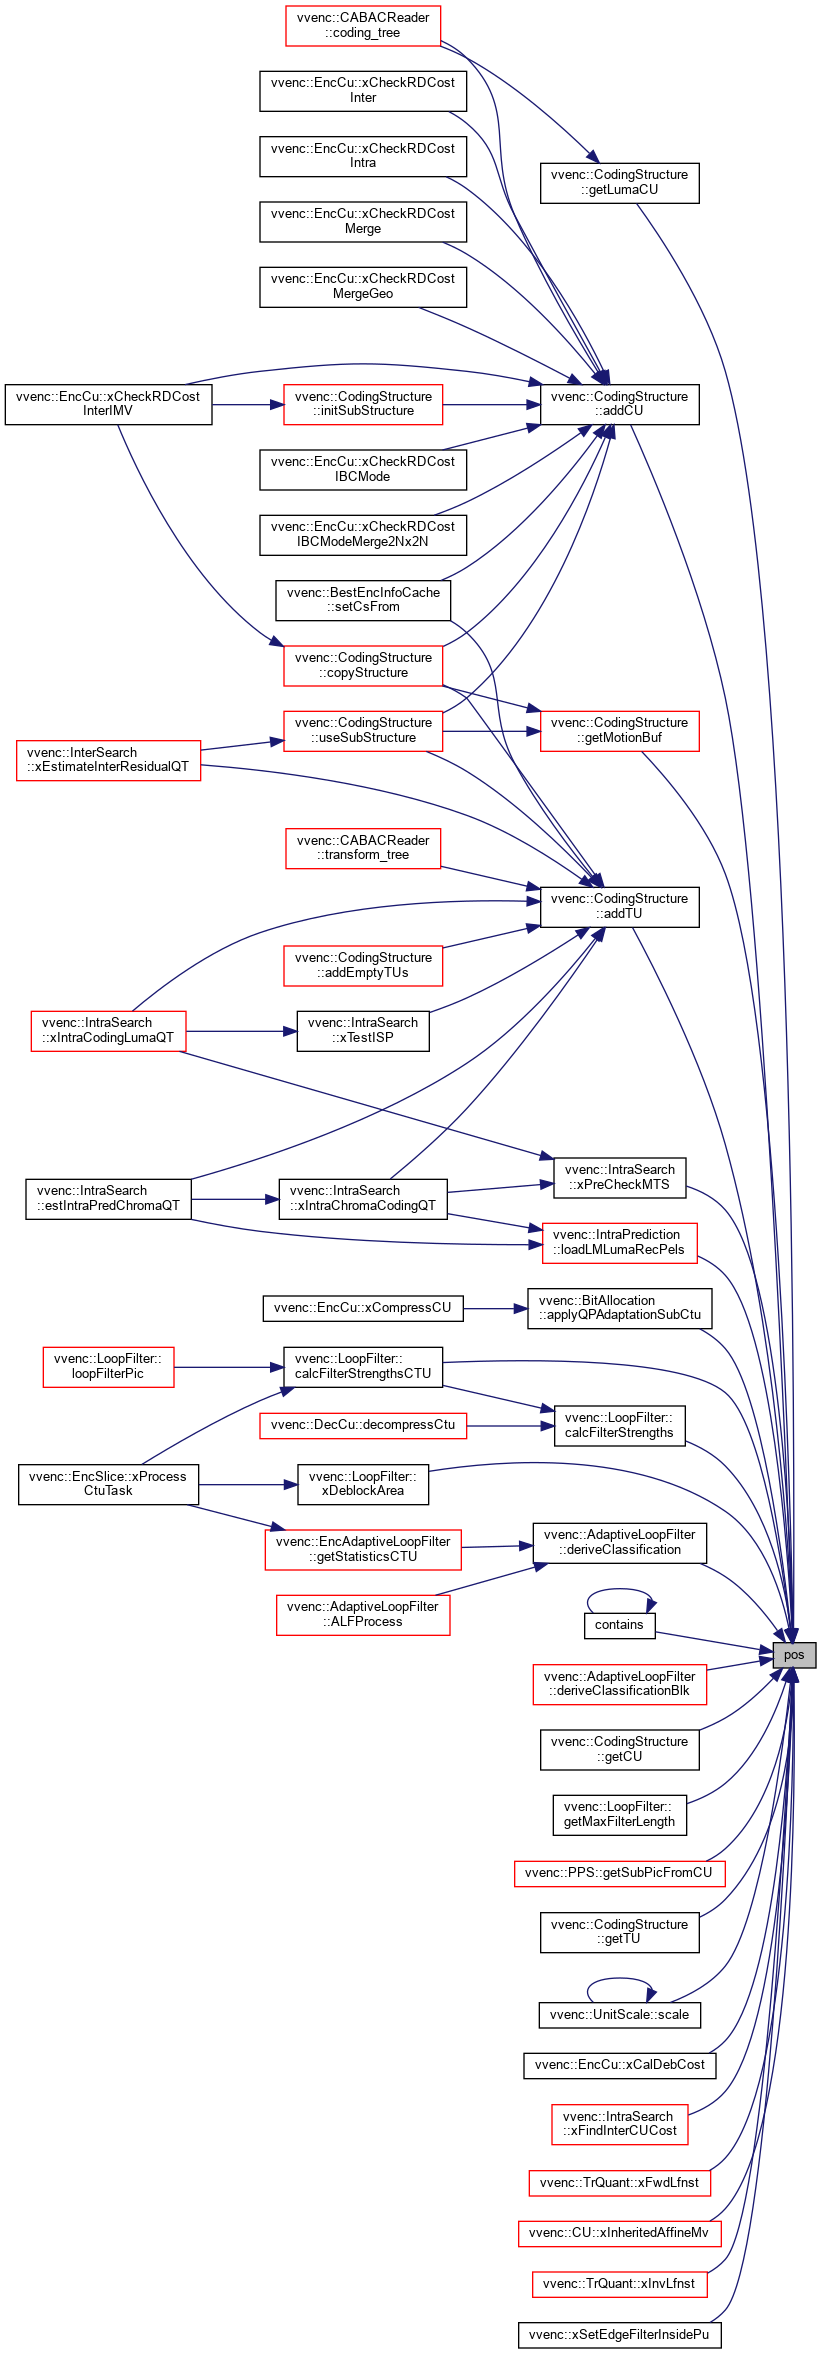 vvenc::CABACReader
::coding_tree
vvenc::EncCu::xCheckRDCost
Inter
vvenc::EncCu::xCheckRDCost
Intra
vvenc::CodingStructure
::getLumaCU
vvenc::EncCu::xCheckRDCost
Merge
vvenc::EncCu::xCheckRDCost
MergeGeo
vvenc::EncCu::xCheckRDCost
InterIMV
vvenc::CodingStructure
::initSubStructure
vvenc::CodingStructure
::addCU
vvenc::EncCu::xCheckRDCost
IBCMode
vvenc::EncCu::xCheckRDCost
IBCModeMerge2Nx2N
vvenc::BestEncInfoCache
::setCsFrom
vvenc::CodingStructure
::copyStructure
vvenc::CodingStructure
::useSubStructure
vvenc::CodingStructure
::getMotionBuf
vvenc::InterSearch
::xEstimateInterResidualQT
vvenc::CABACReader
::transform_tree
vvenc::CodingStructure
::addTU
vvenc::CodingStructure
::addEmptyTUs
vvenc::IntraSearch
::xIntraCodingLumaQT
vvenc::IntraSearch
::xTestISP
vvenc::IntraSearch
::xPreCheckMTS
vvenc::IntraSearch
::estIntraPredChromaQT
vvenc::IntraSearch
::xIntraChromaCodingQT
vvenc::IntraPrediction
::loadLMLumaRecPels
vvenc::EncCu::xCompressCU
vvenc::BitAllocation
::applyQPAdaptationSubCtu
vvenc::LoopFilter::
loopFilterPic
vvenc::LoopFilter::
calcFilterStrengthsCTU
vvenc::DecCu::decompressCtu
vvenc::LoopFilter::
calcFilterStrengths
vvenc::EncSlice::xProcess
CtuTask
vvenc::LoopFilter::
xDeblockArea
vvenc::EncAdaptiveLoopFilter
::getStatisticsCTU
vvenc::AdaptiveLoopFilter
::deriveClassification
vvenc::AdaptiveLoopFilter
::ALFProcess
contains
pos
vvenc::AdaptiveLoopFilter
::deriveClassificationBlk
vvenc::CodingStructure
::getCU
vvenc::LoopFilter::
getMaxFilterLength
vvenc::PPS::getSubPicFromCU
vvenc::CodingStructure
::getTU
vvenc::UnitScale::scale
vvenc::EncCu::xCalDebCost
vvenc::IntraSearch
::xFindInterCUCost
vvenc::TrQuant::xFwdLfnst
vvenc::CU::xInheritedAffineMv
vvenc::TrQuant::xInvLfnst
vvenc::xSetEdgeFilterInsidePu